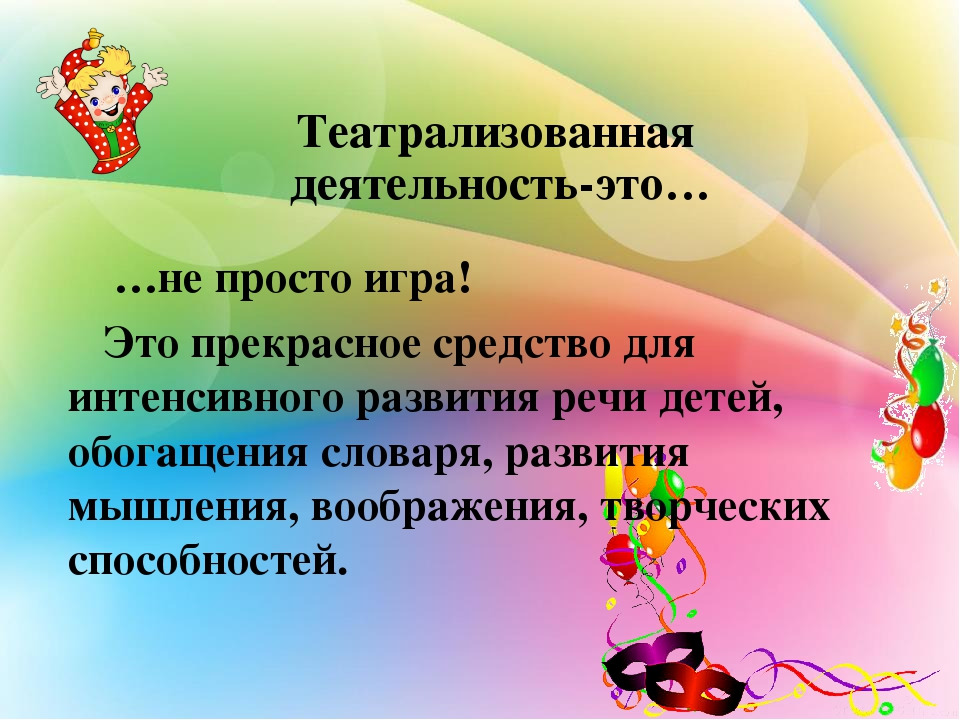 Театрализованная
деятельность-это…
…не просто игра!
Это прекрасное средство для
интенсивного развития речи детей,
обогащения словаря, развития
мышления, воображения, творческих
способностей.